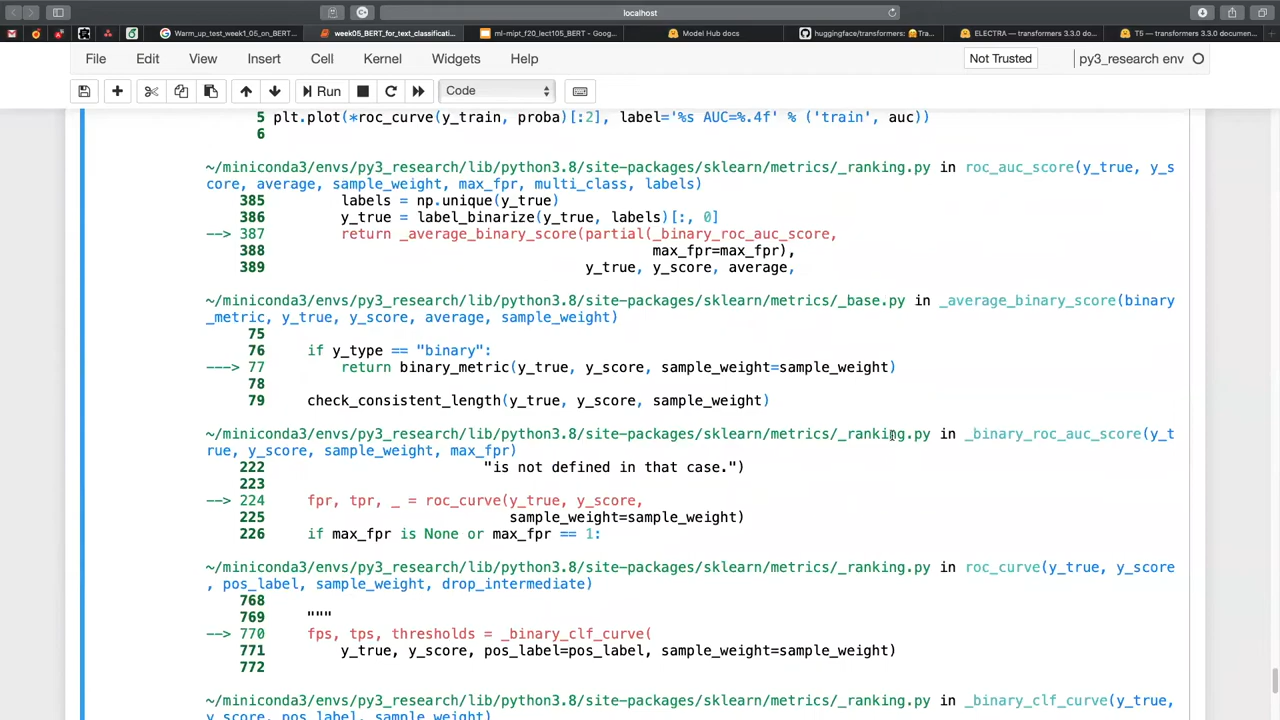 localhost
Warm_up_test_week1_05_on_BERT...
week05_BERT_for_text_classificati...
ml-mipt_f20_lect105_BERT - Goog...
Model Hub docs
huggingface/transformers: 🤗Tra...
ELECTRA — transformers 3.3.0 do...
T5 — transformers 3.3.0 document...
File Edit View Insert Cell Kernel Widgets Help Not Trusted py3_research env
Run Code
5 plt.plot(*roc_curve(y_train, proba)[:2], label='%s AUC=%.4f' % ('train', auc))
6
~/miniconda3/envs/py3_research/lib/python3.8/site-packages/sklearn/metrics/_ranking.py in roc_auc_score(y_true, y_s
core, average, sample_weight, max_fpr, multi_class, labels)
385 labels = np.unique(y_true)
386 y_true = label_binarize(y_true, labels)[:, 0]
--> 387 return _average_binary_score(partial(_binary_roc_auc_score,
388 max_fpr=max_fpr),
389 y_true, y_score, average,
~/miniconda3/envs/py3_research/lib/python3.8/site-packages/sklearn/metrics/_base.py in _average_binary_score(binary
_metric, y_true, y_score, average, sample_weight)
75
76 if y_type == "binary":
---> 77 return binary_metric(y_true, y_score, sample_weight=sample_weight)
78
79 check_consistent_length(y_true, y_score, sample_weight)
~/miniconda3/envs/py3_research/lib/python3.8/site-packages/sklearn/metrics/_ranking.py in _binary_roc_auc_score(y_t
rue, y_score, sample_weight, max_fpr)
222 "is not defined in that case.")
223
--> 224 fpr, tpr, _ = roc_curve(y_true, y_score,
225 sample_weight=sample_weight)
226 if max_fpr is None or max_fpr == 1:
~/miniconda3/envs/py3_research/lib/python3.8/site-packages/sklearn/metrics/_ranking.py in roc_curve(y_true, y_score
, pos_label, sample_weight, drop_intermediate)
768
769 """
--> 770 fps, tps, thresholds = _binary_clf_curve(
771 y_true, y_score, pos_label=pos_label, sample_weight=sample_weight)
772
~/miniconda3/envs/py3_research/lib/python3.8/site-packages/sklearn/metrics/_ranking.py in _binary_clf_curve(y_true,
y_score, pos_label, sample_weight)